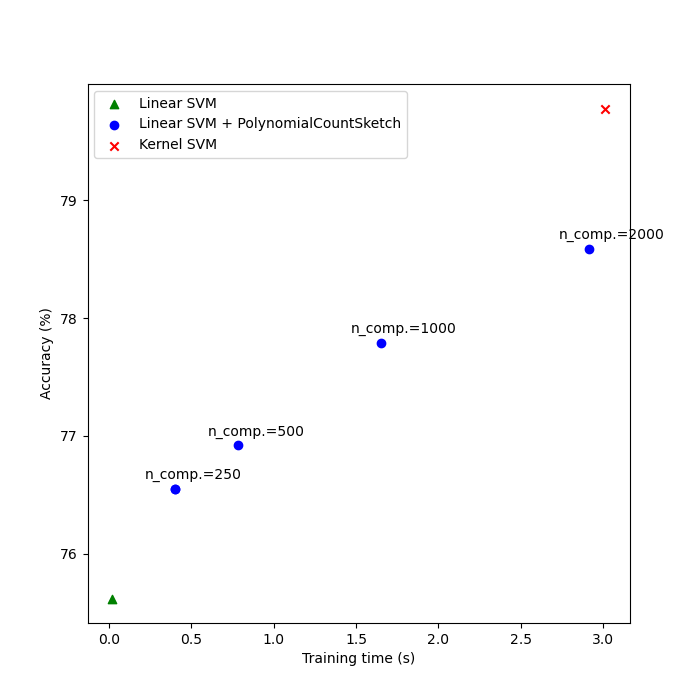 Linear SVM
Linear SVM + PolynomialCountSketch
Kernel SVM
79
n_comp.=2000
78
n_comp.=1000
Accuracy (%)
77
n_comp.=500
n_comp.=250
76
0.0 0.5 1.0 1.5 2.0 2.5 3.0
Training time (s)